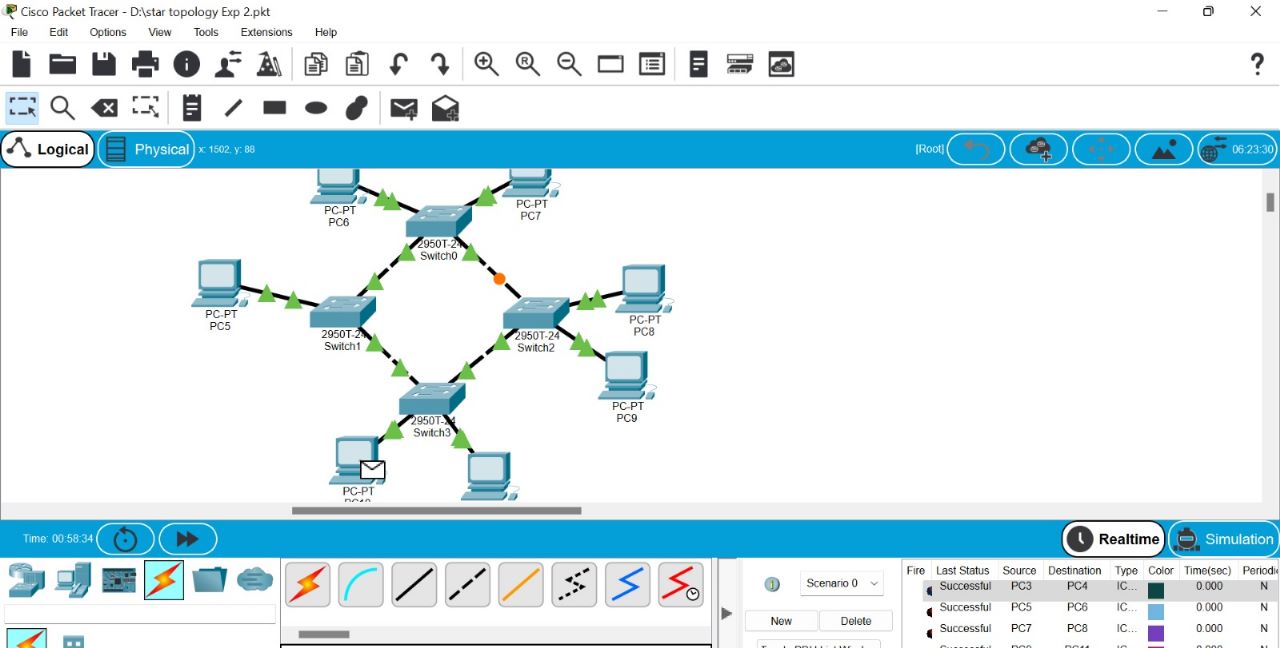 Cisco Packet Tracer - D:\star topology Exp 2.pkt
File Edit Options View Tools Extensions Help
Logical Physical x: 1502, y: 88 [Root] 06:23:30
PC-PT
PC6
PC-PT
PC7
2950T-24
Switch0
PC-PT
PC5
2950T-24
Switch1
2950T-24
Switch2
PC-PT
PC8
PC-PT
PC9
2950T-24
Switch3
PC-PT
PC10
Time: 00:58:34 Realtime Simulation
Scenario 0
New Delete
Fire Last Status Source Destination Type Color Time(sec) Periodic
Successful PC3 PC4 IC... 0.000 N
Successful PC5 PC6 IC... 0.000 N
Successful PC7 PC8 IC... 0.000 N